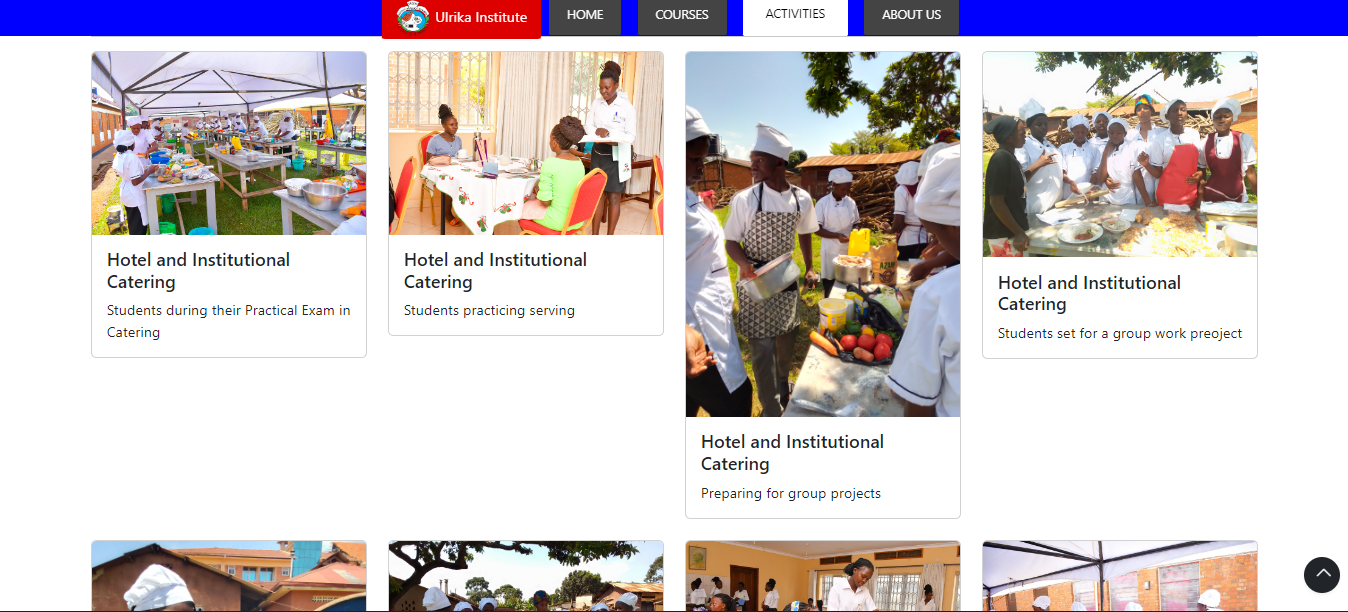 Ulrika Institute
HOME
COURSES
ACTIVITIES
ABOUT US
Hotel and Institutional
Catering
Students during their Practical Exam in
Catering
Hotel and Institutional
Catering
Students practicing serving
Hotel and Institutional
Catering
Preparing for group projects
Hotel and Institutional
Catering
Students set for a group work preoject